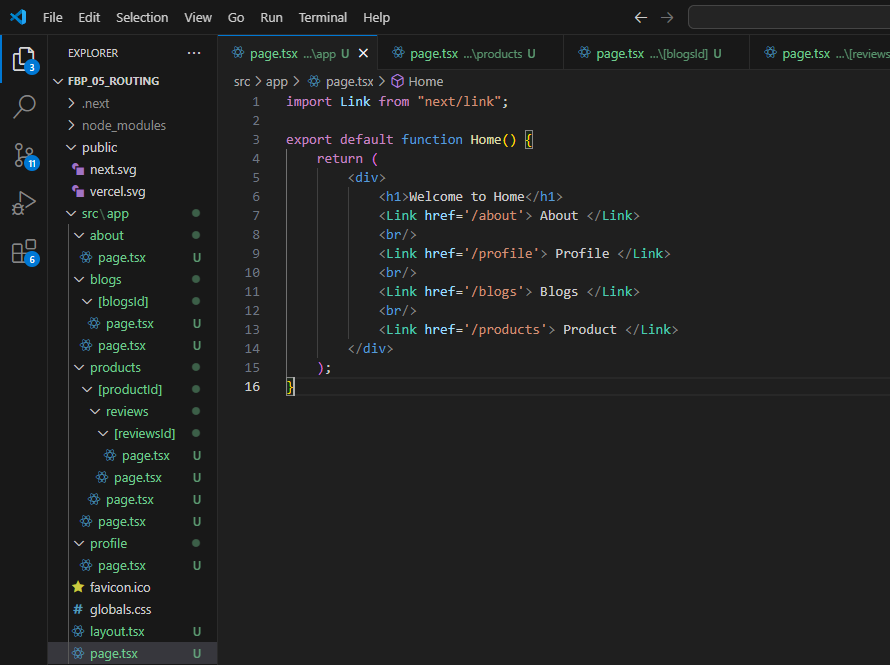 File Edit Selection View Go Run Terminal Help
EXPLORER ...
page.tsx ...\app U
page.tsx ...\products U
page.tsx ...\[blogsId] U
page.tsx ...\[reviews
FBP_05_ROUTING
.next
node_modules
public
next.svg
vercel.svg
src\app
about
page.tsx U
blogs
[blogsId]
page.tsx U
page.tsx U
products
[productId]
reviews
[reviewsId]
page.tsx U
page.tsx U
page.tsx U
page.tsx U
profile
page.tsx U
favicon.ico
globals.css
layout.tsx U
page.tsx U
3
11
6
src > app > page.tsx > Home
1 import Link from "next/link";
2
3 export default function Home() {
4 return (
5 <div>
6 <h1>Welcome to Home</h1>
7 <Link href='/about'> About </Link>
8 <br/>
9 <Link href='/profile'> Profile </Link>
10 <br/>
11 <Link href='/blogs'> Blogs </Link>
12 <br/>
13 <Link href='/products'> Product </Link>
14 </div>
15 );
16 }